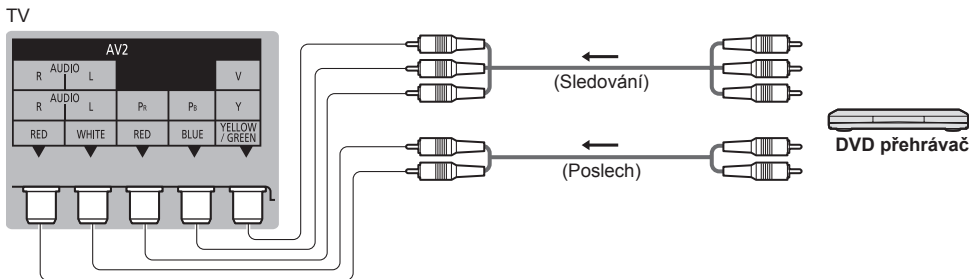 TV
AV2
R AUDIO L V
R AUDIO L PR PB Y
RED WHITE RED BLUE YELLOW / GREEN
(Sledování)
(Poslech)
DVD přehrávač